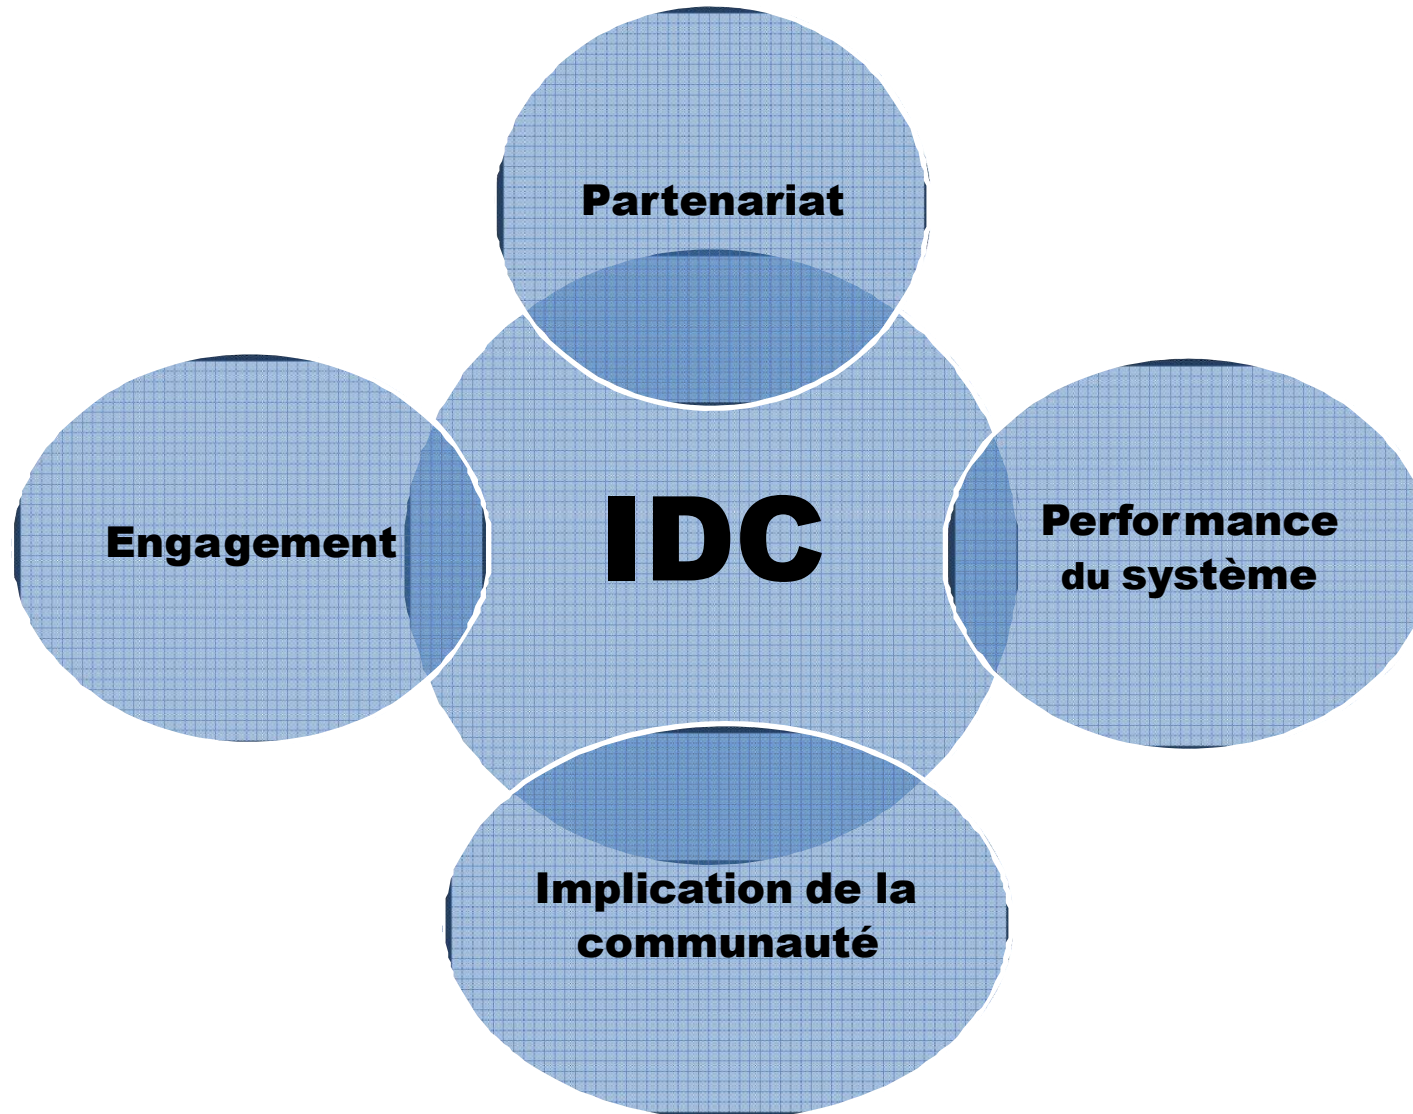 Partenariat
Engagement
IDC
Performance
du système
Implication de la
communauté